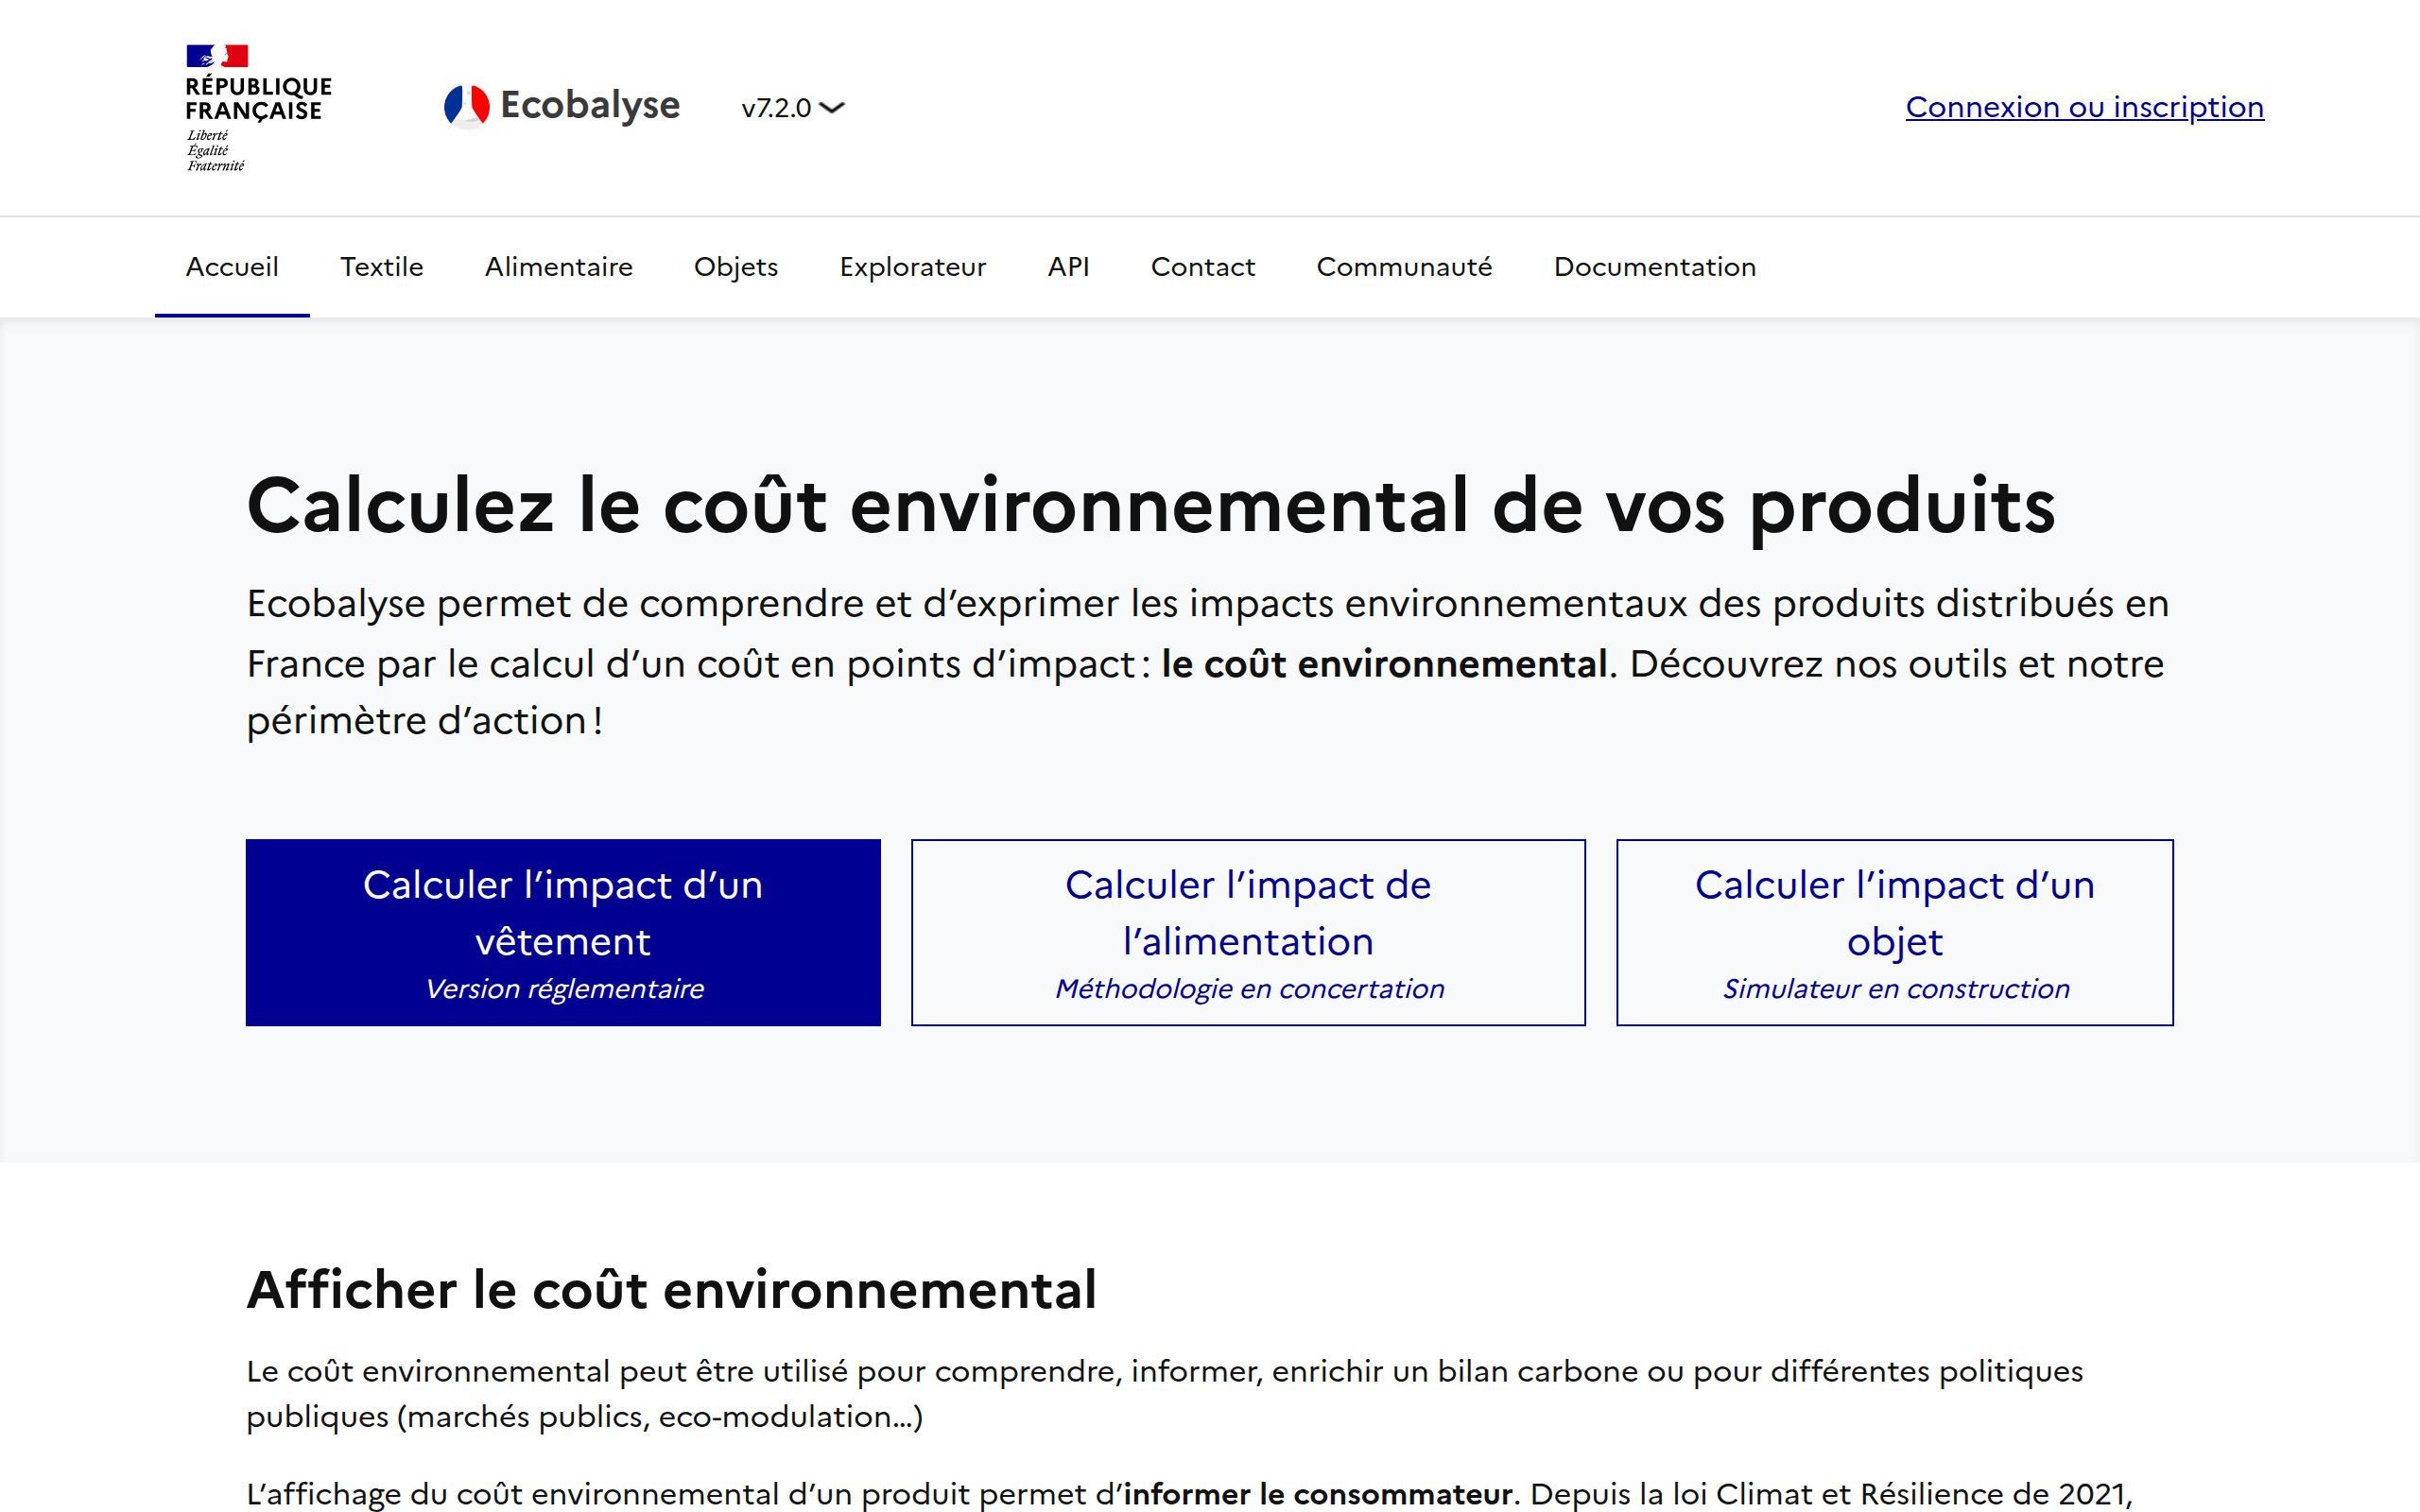 RÉPUBLIQUE
FRANÇAISE
Liberté
Égalité
Fraternité
Ecobalyse
v7.2.0
Connexion ou inscription
Accueil Textile Alimentaire Objets Explorateur API Contact Communauté Documentation
Calculez le coût environnemental de vos produits
Ecobalyse permet de comprendre et d’exprimer les impacts environnementaux des produits distribués en
France par le calcul d’un coût en points d’impact : le coût environnemental. Découvrez nos outils et notre
périmètre d’action !
Calculer l’impact d’un
vêtement
Version réglementaire
Calculer l’impact de
l’alimentation
Méthodologie en concertation
Calculer l’impact d’un
objet
Simulateur en construction
Afficher le coût environnemental
Le coût environnemental peut être utilisé pour comprendre, informer, enrichir un bilan carbone ou pour différentes politiques
publiques (marchés publics, eco-modulation…)
L’affichage du coût environnemental d’un produit permet d’informer le consommateur. Depuis la loi Climat et Résilience de 2021,